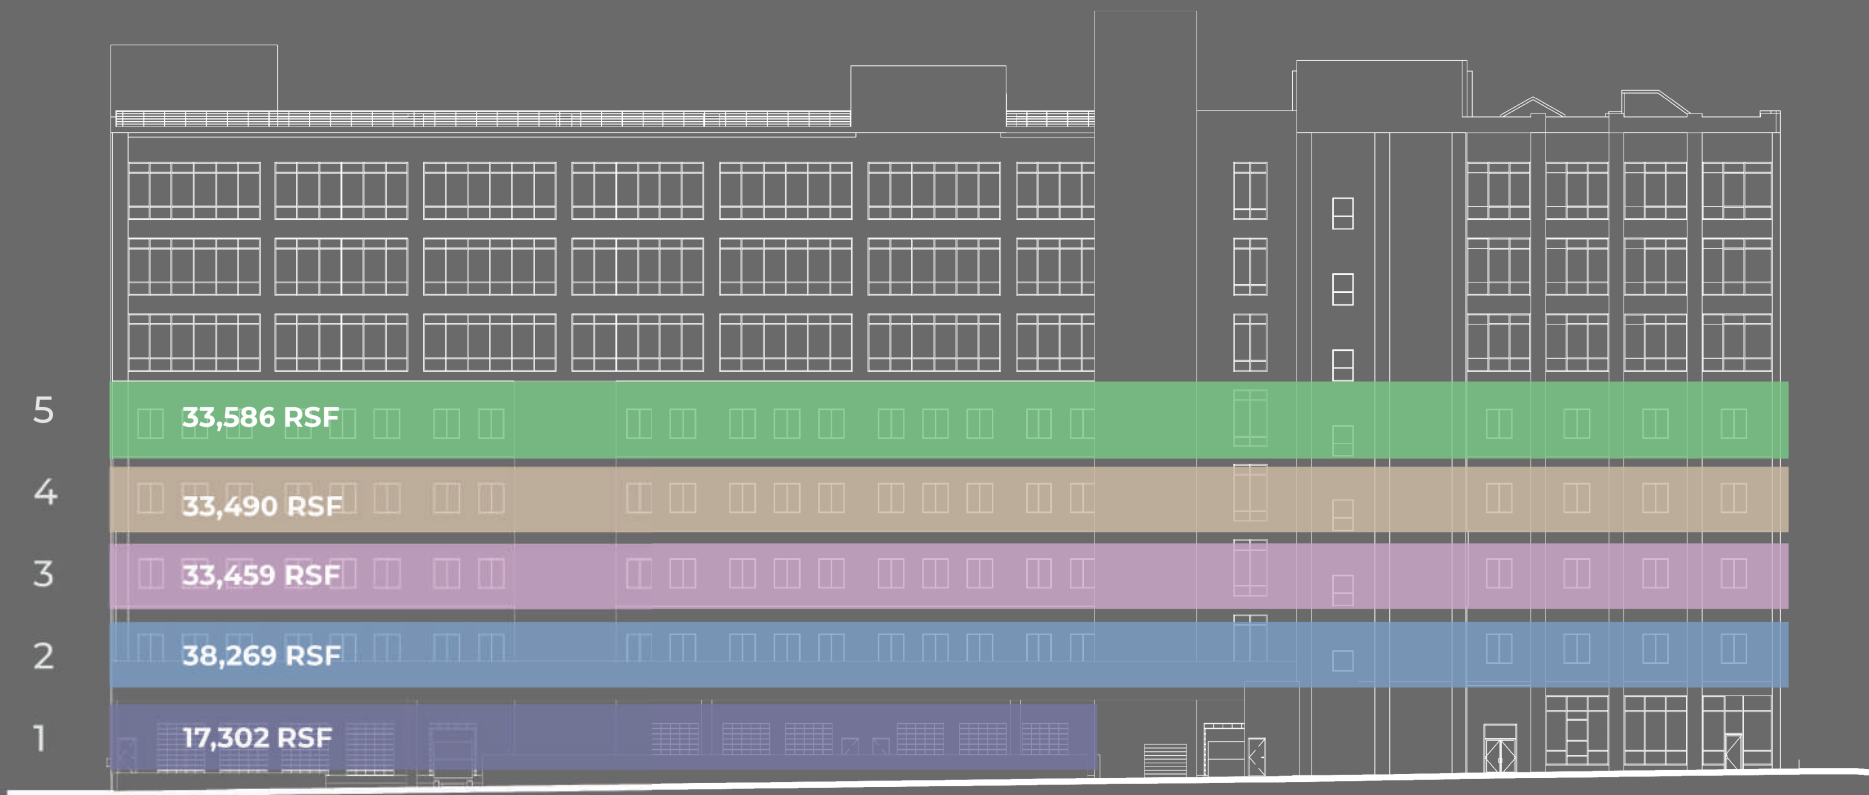 5 33,586 RSF
4 33,490 RSF
3 33,459 RSF
2 38,269 RSF
1 17,302 RSF